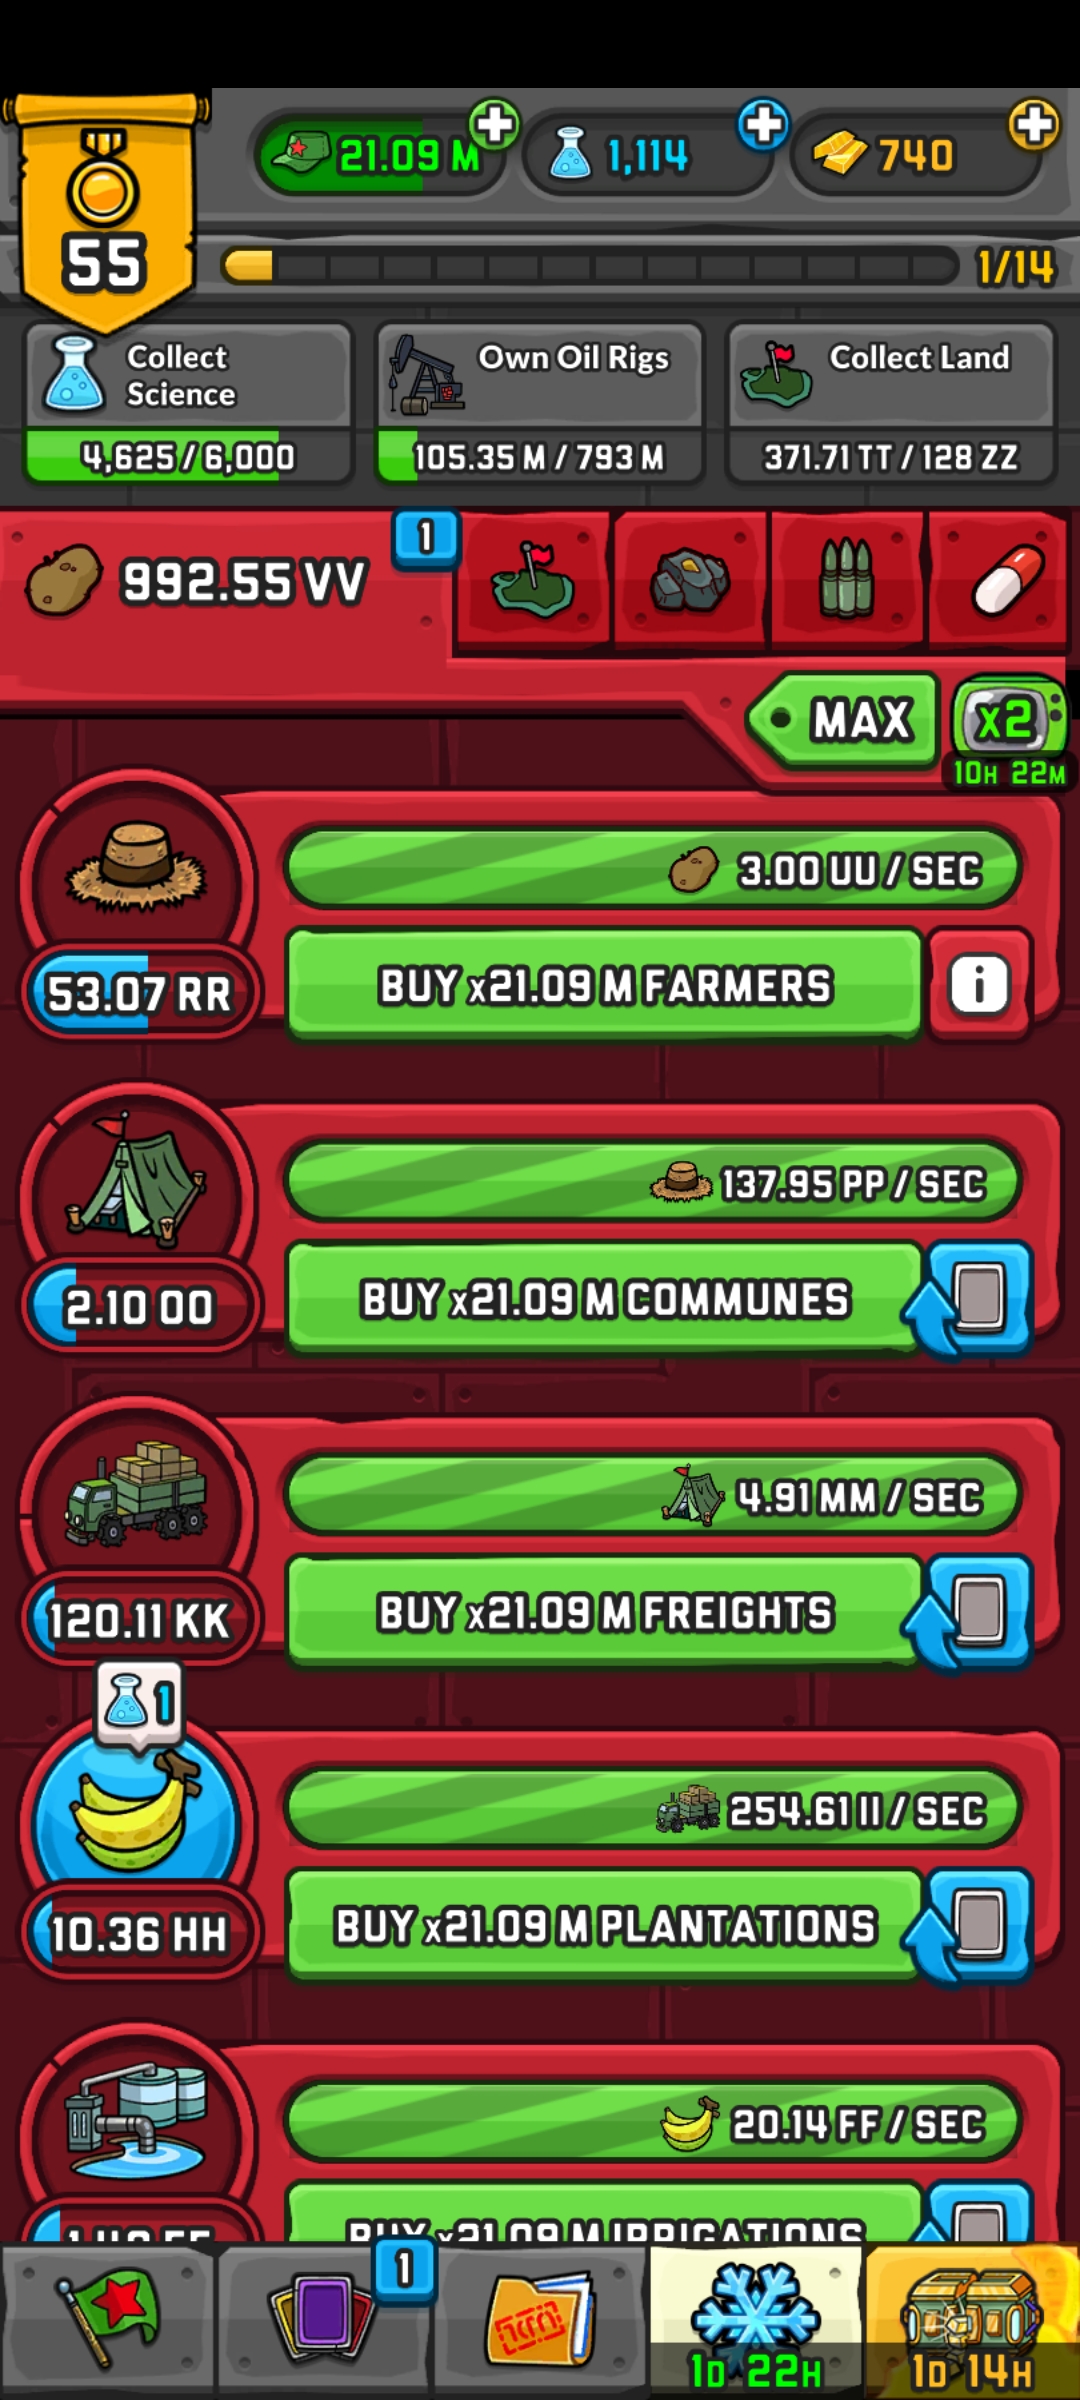 55
21.09 M
1,114
740
1/14
Collect Science
4,625 / 6,000
Own Oil Rigs
105.35 M / 793 M
Collect Land
371.71 TT / 128 ZZ
992.55 VV
1
MAX
x2
10H 22M
3.00 UU / SEC
53.07 RR
BUY x21.09 M FARMERS
i
137.95 PP / SEC
2.10 OO
BUY x21.09 M COMMUNES
4.91 MM / SEC
120.11 KK
BUY x21.09 M FREIGHTS
1
254.61 II / SEC
10.36 HH
BUY x21.09 M PLANTATIONS
20.14 FF / SEC
BUY x21.09 M IRRIGATIONS
1
1D 22H
1D 14H